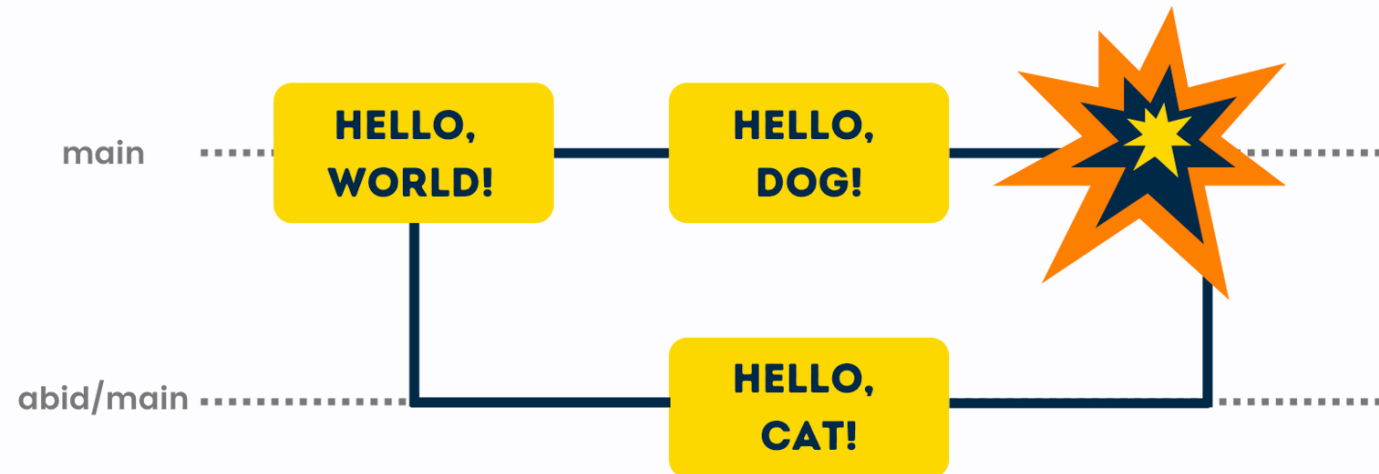 main
HELLO,
WORLD!
HELLO,
DOG!
abid/main
HELLO,
CAT!